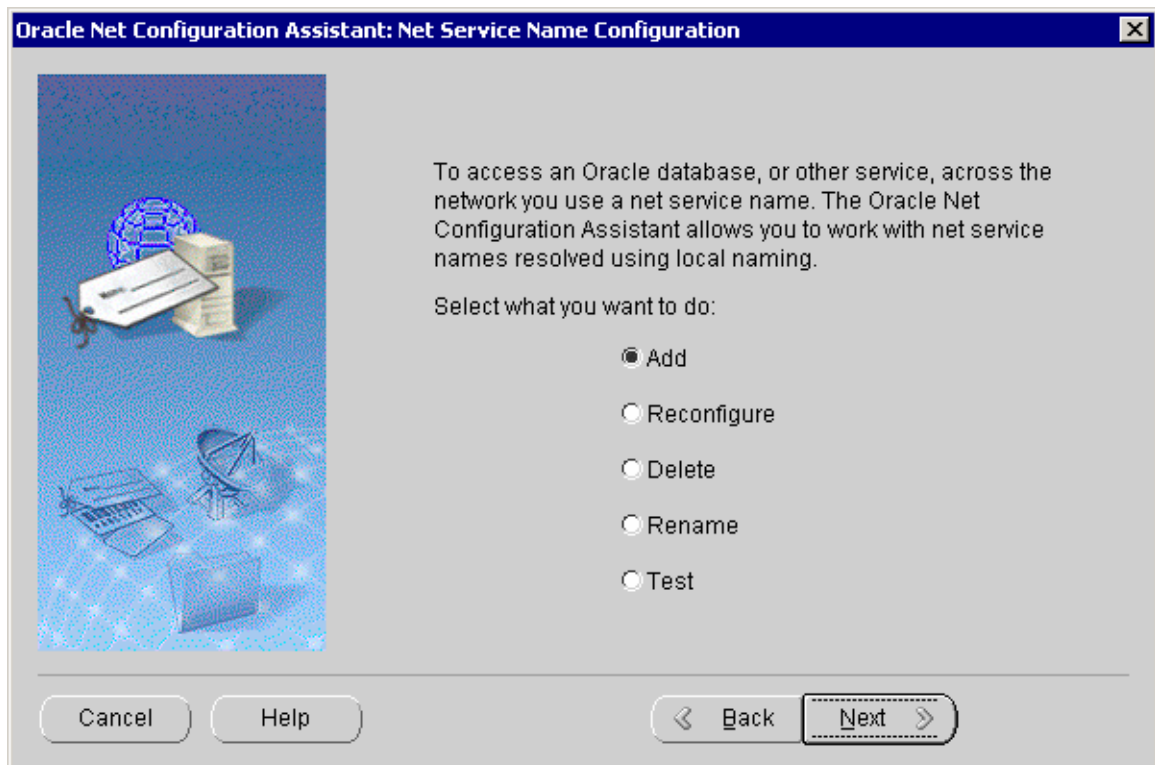 Oracle Net Configuration Assistant: Net Service Name Configuration
To access an Oracle database, or other service, across the
network you use a net service name. The Oracle Net
Configuration Assistant allows you to work with net service
names resolved using local naming.
Select what you want to do:
Add
Reconfigure
Delete
Rename
Test
Cancel
Help
Back
Next